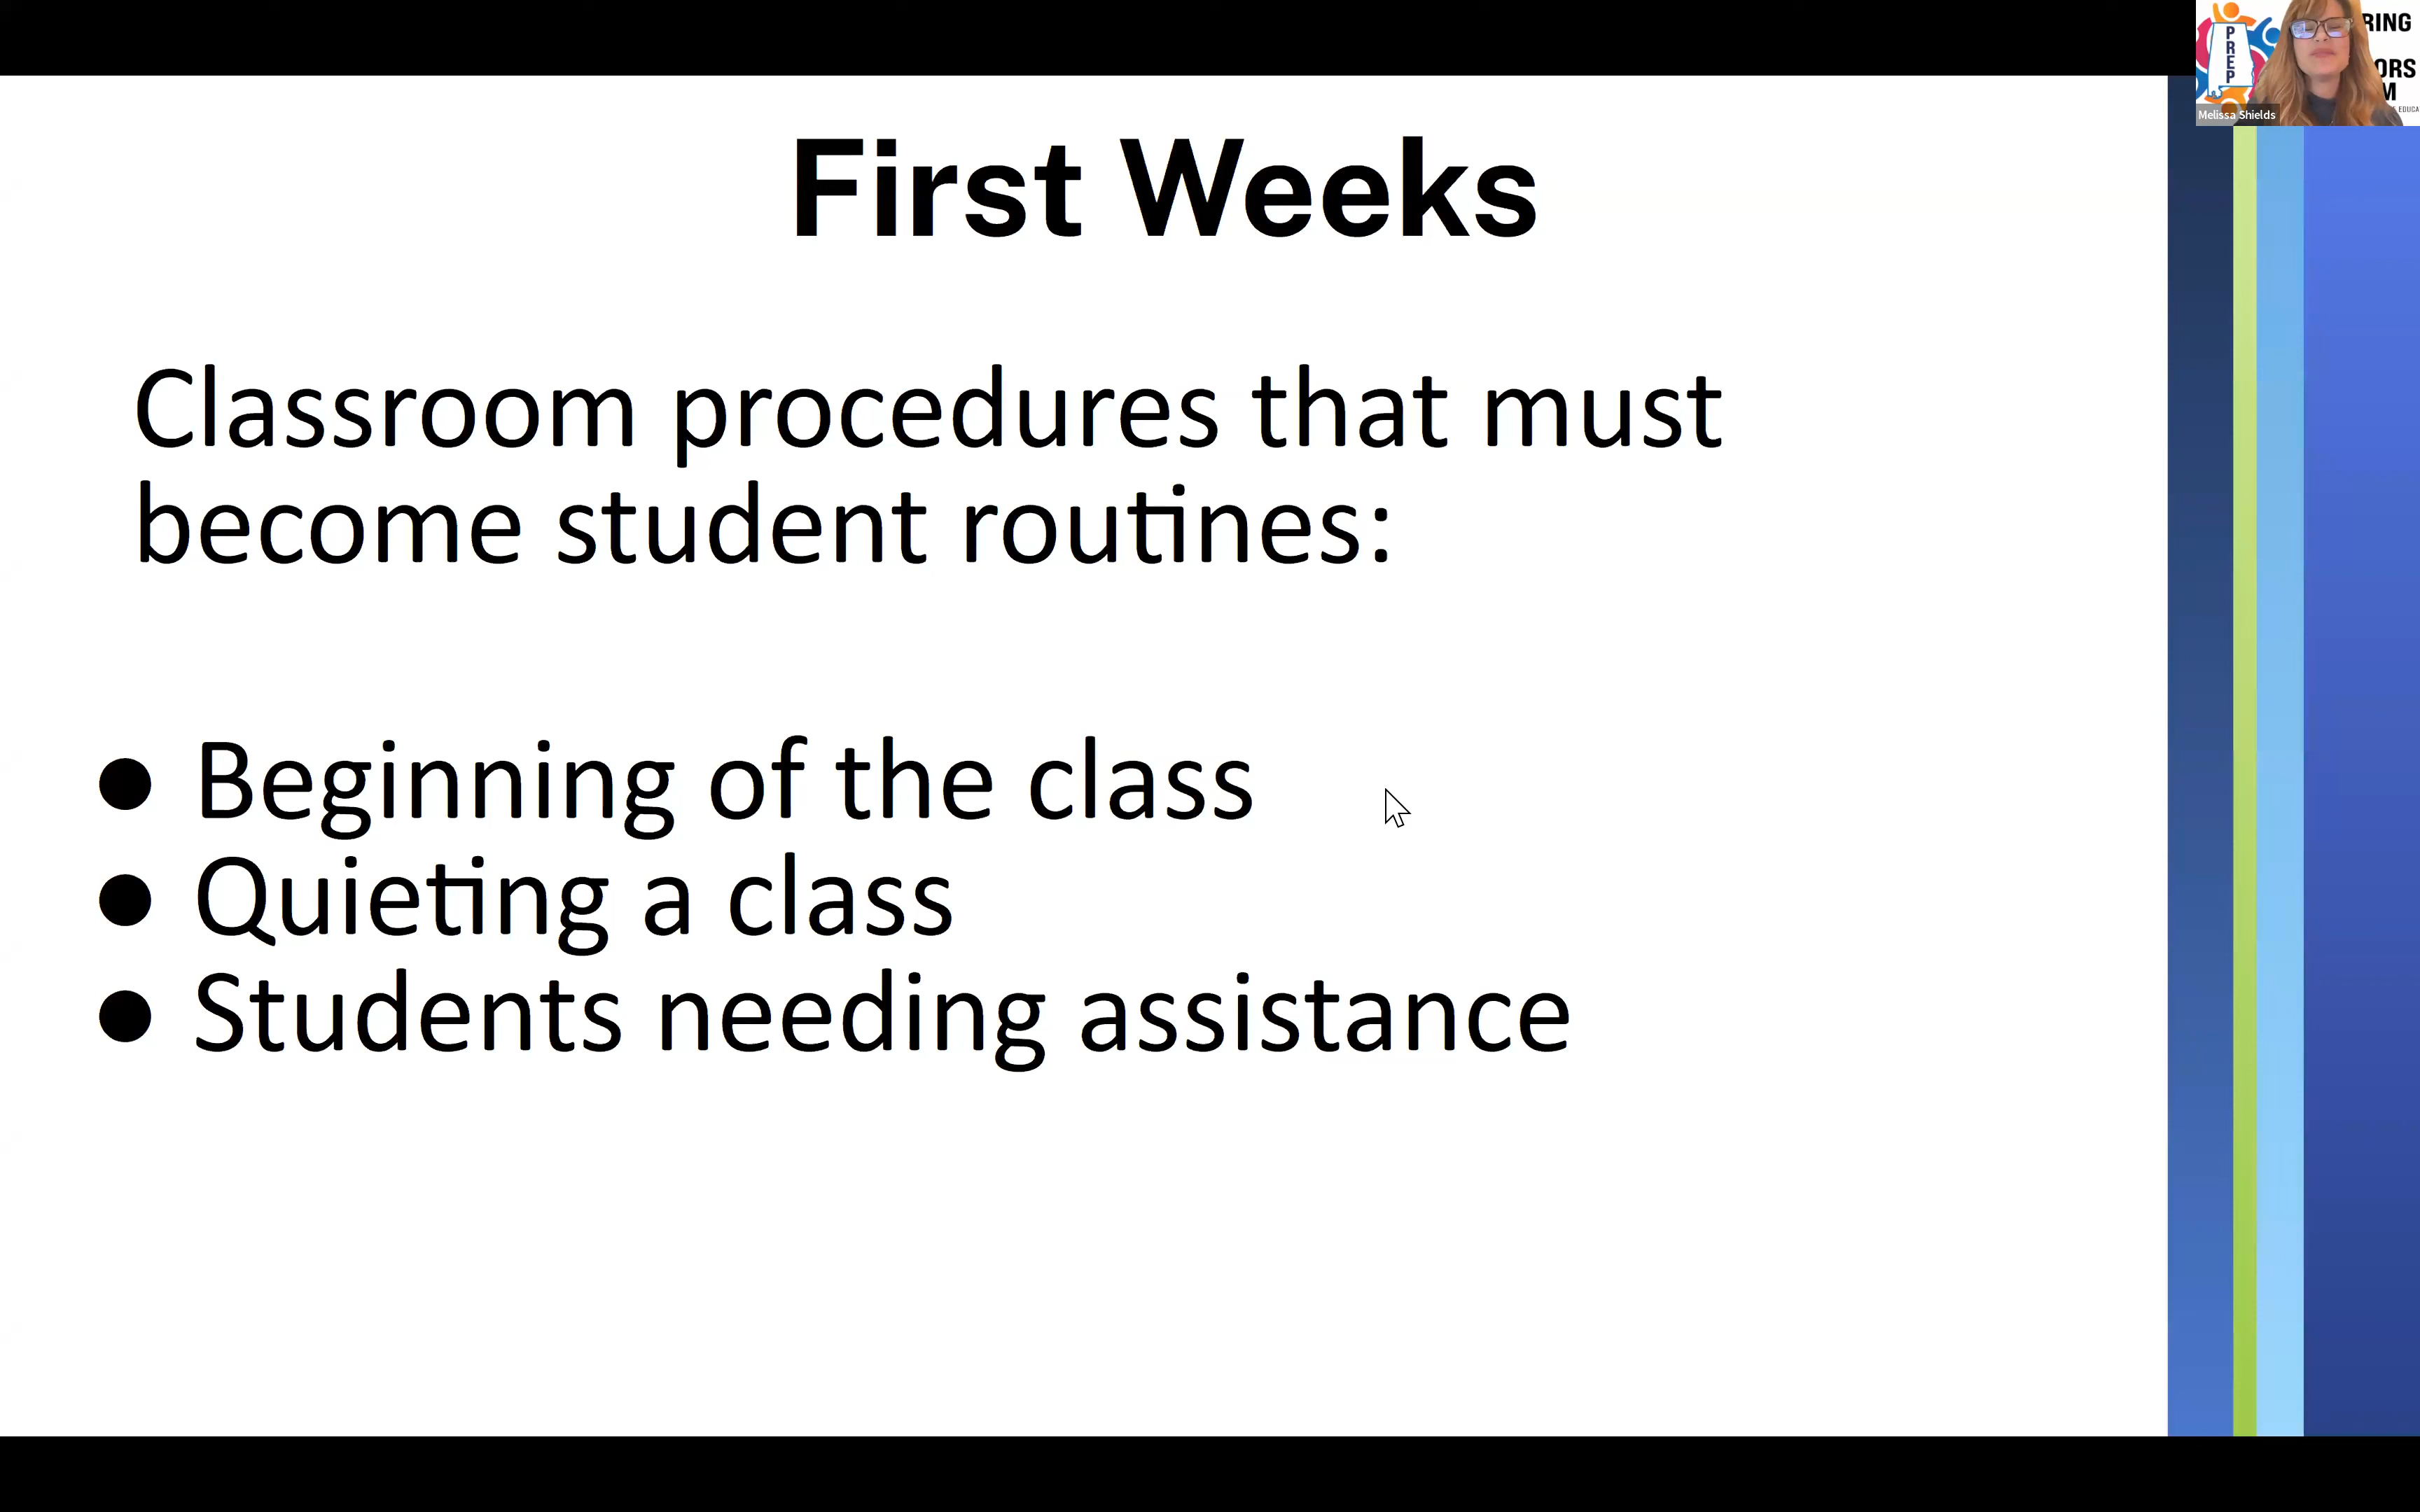 First Weeks
Classroom procedures that must
become student routines:
● Beginning of the class
● Quieting a class
● Students needing assistance
PREP
RING
ORS
M
EDUCA
Melissa Shields